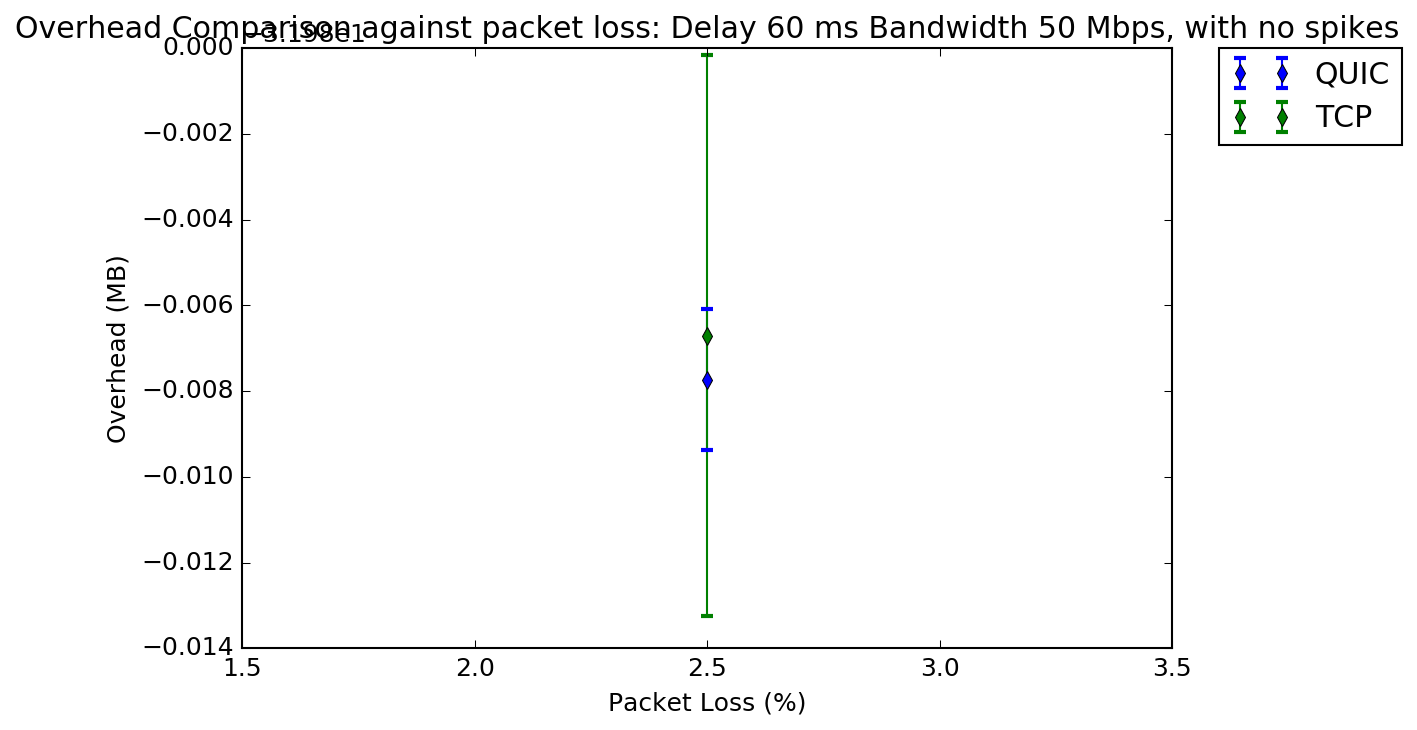 Overhead Comparison against packet loss: Delay 60 ms Bandwidth 50 Mbps, with no spikes
−3.198e1
0.000
−0.002
−0.004
−0.006
−0.008
−0.010
−0.012
−0.014
Overhead (MB)
1.5 2.0 2.5 3.0 3.5
Packet Loss (%)
QUIC
TCP